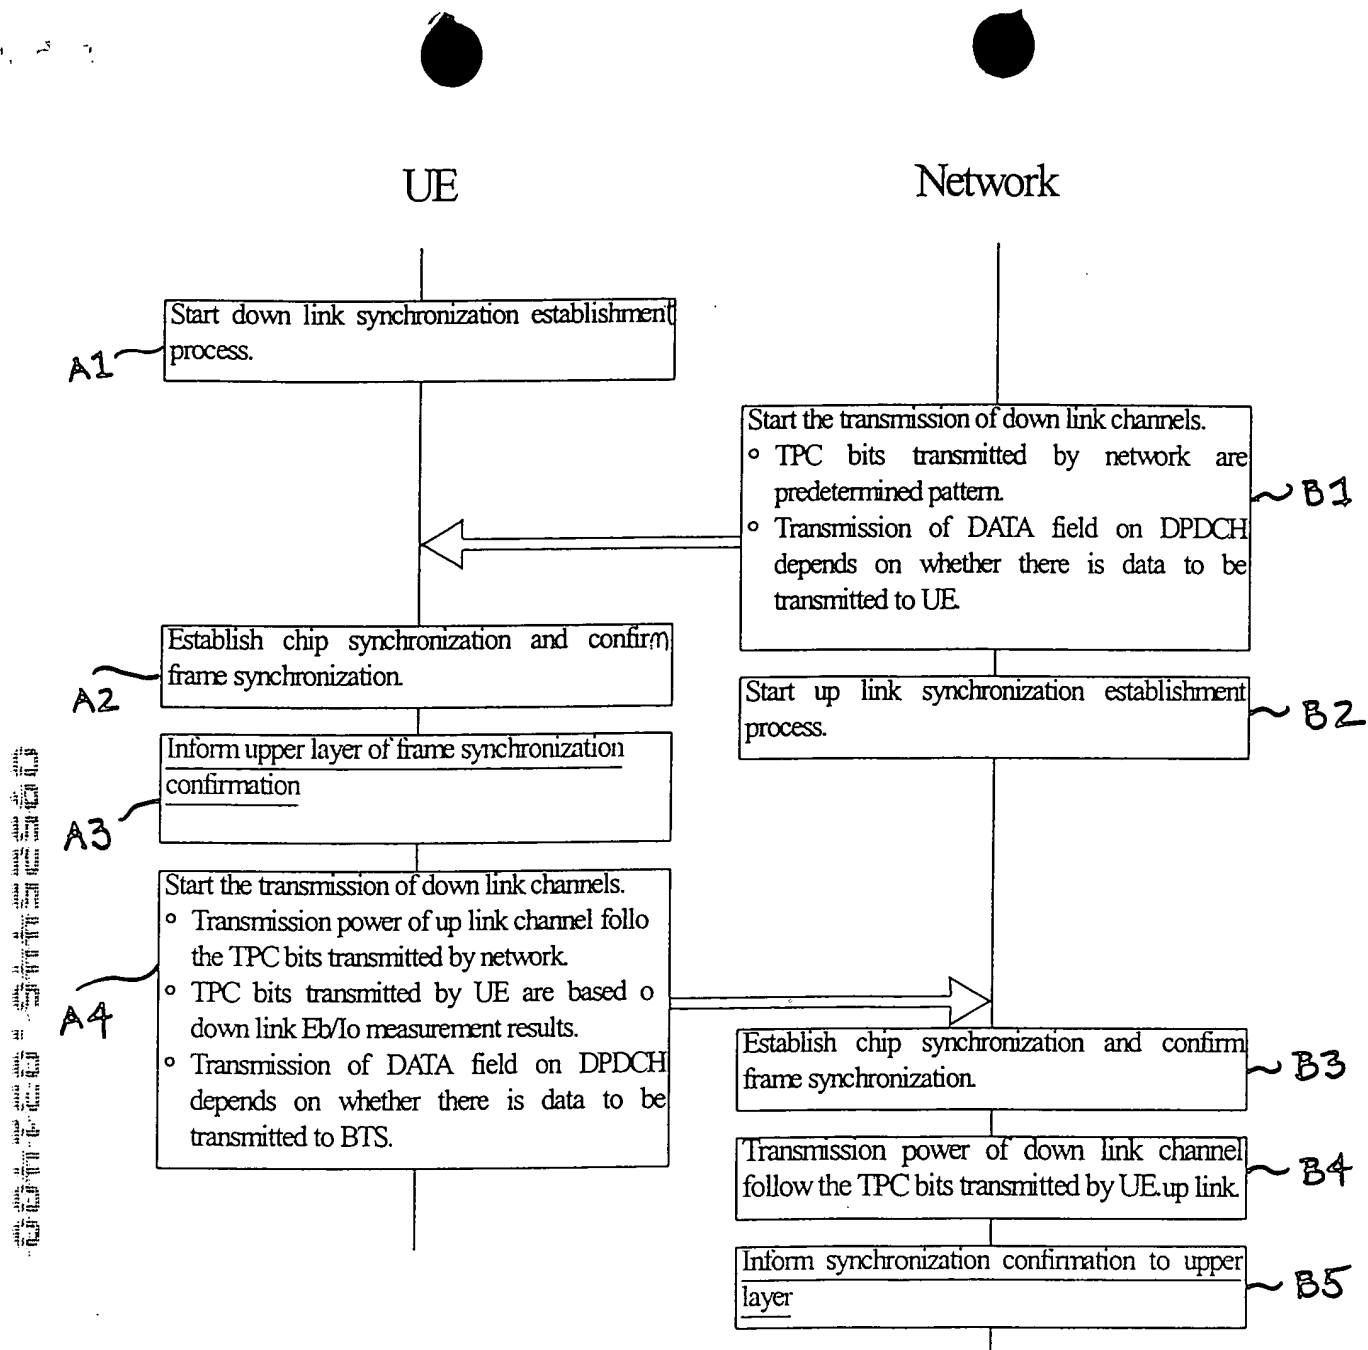 UE
Network
Start down link synchronization establishment
process.
A1
Start the transmission of down link channels.
° TPC bits transmitted by network are
predetermined pattern.
° Transmission of DATA field on DPDCH
depends on whether there is data to be
transmitted to UE.
B1
Establish chip synchronization and confirm
frame synchronization.
A2
Start up link synchronization establishment
process.
B2
Inform upper layer of frame synchronization
confirmation
A3
Start the transmission of down link channels.
° Transmission power of up link channel follo
the TPC bits transmitted by network.
° TPC bits transmitted by UE are based o
down link Eb/Io measurement results.
° Transmission of DATA field on DPDCH
depends on whether there is data to be
transmitted to BTS.
A4
Establish chip synchronization and confirm
frame synchronization.
B3
Transmission power of down link channel
follow the TPC bits transmitted by UE.up link.
B4
Inform synchronization confirmation to upper
layer
B5